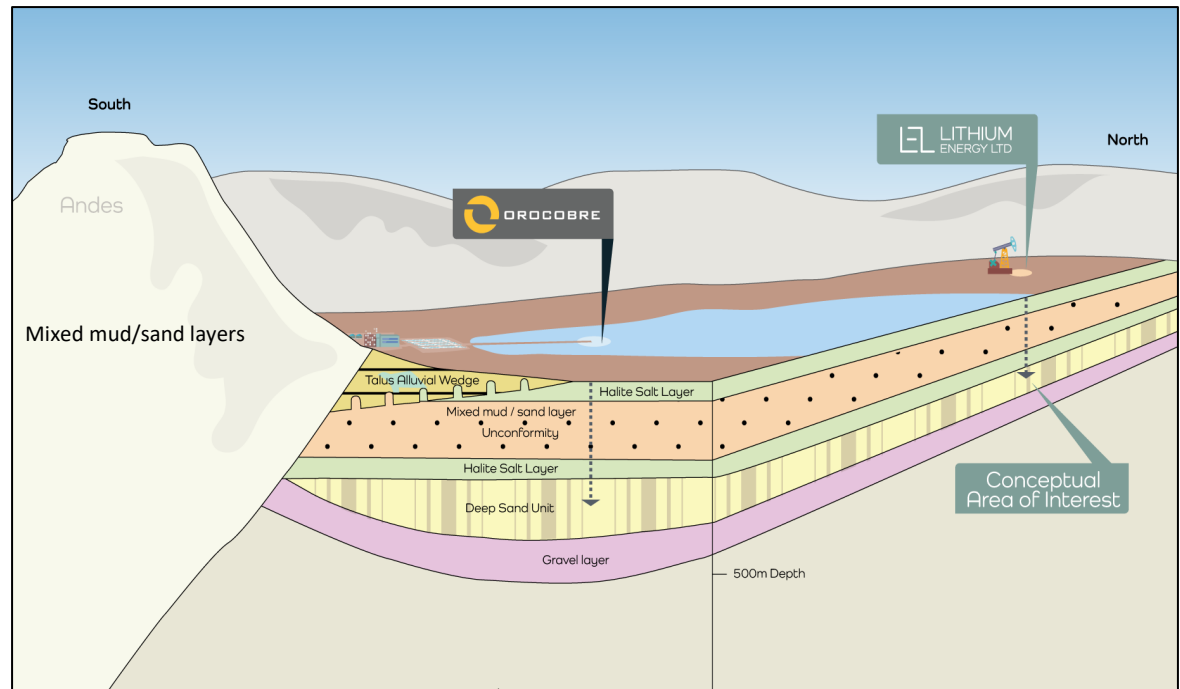 South
North
LEL LITHIUM
ENERGY LTD
OROCOBRE
Andes
Mixed mud/sand layers
Talus Alluvial Wedge
Halite Salt Layer
Mixed mud / sand layer
Unconformity
Halite Salt Layer
Deep Sand Unit
Conceptual
Area of Interest
Gravel layer
500m Depth